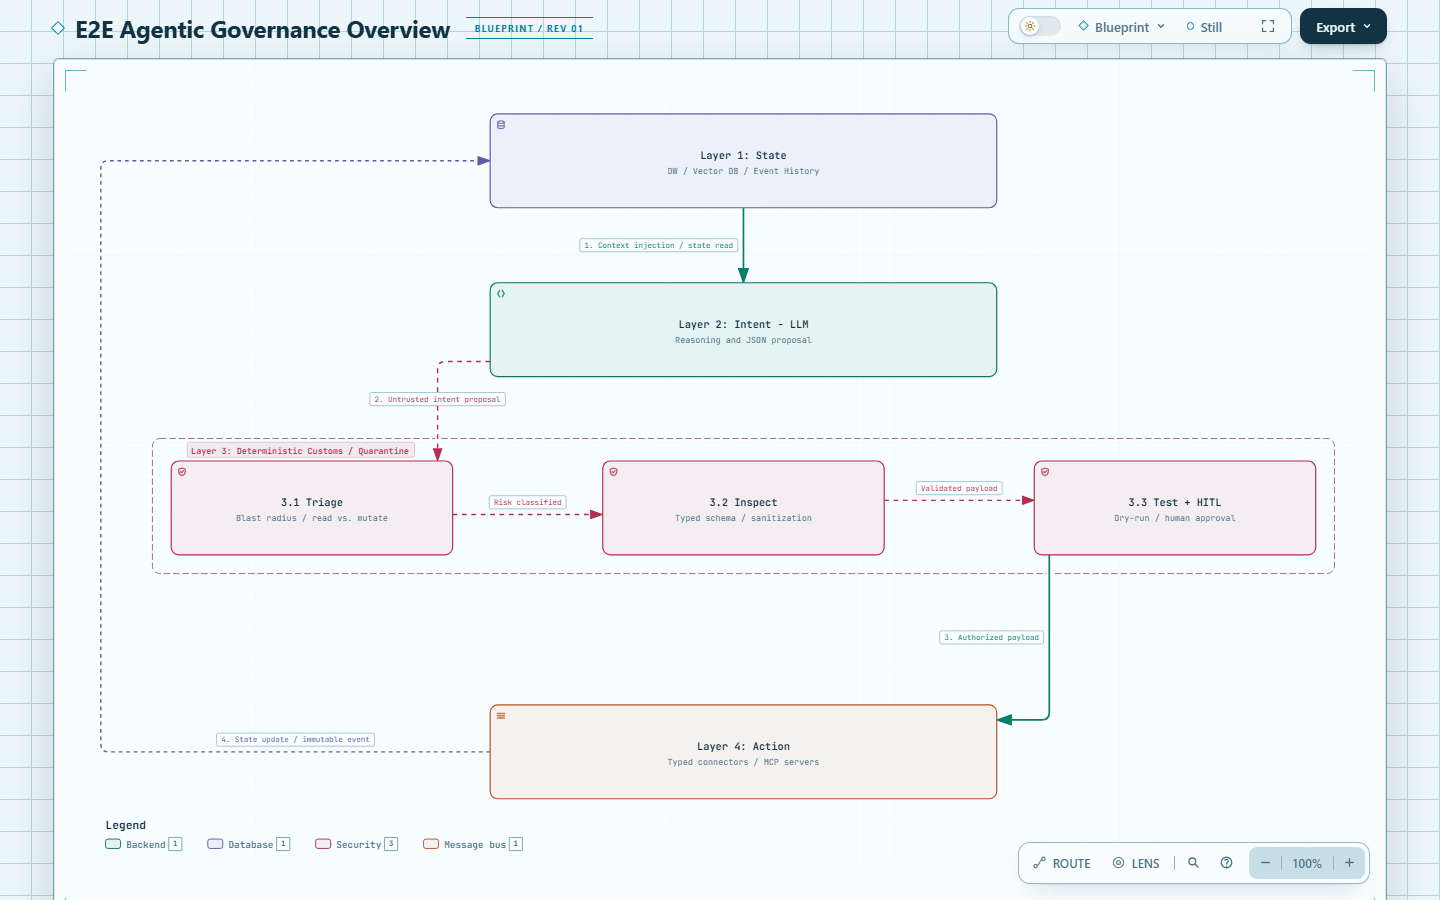 E2E Agentic Governance Overview
BLUEPRINT / REV 01
Blueprint
Still
Export
Layer 1: State
DW / Vector DB / Event History
1. Context injection / state read
Layer 2: Intent - LLM
Reasoning and JSON proposal
2. Untrusted intent proposal
Layer 3: Deterministic Customs / Quarantine
3.1 Triage
Blast radius / read vs. mutate
Risk classified
3.2 Inspect
Typed schema / sanitization
Validated payload
3.3 Test + HITL
Dry-run / human approval
3. Authorized payload
Layer 4: Action
Typed connectors / MCP servers
4. State update / immutable event
Legend
Backend 1
Database 1
Security 3
Message bus 1
ROUTE
LENS
− 100% +